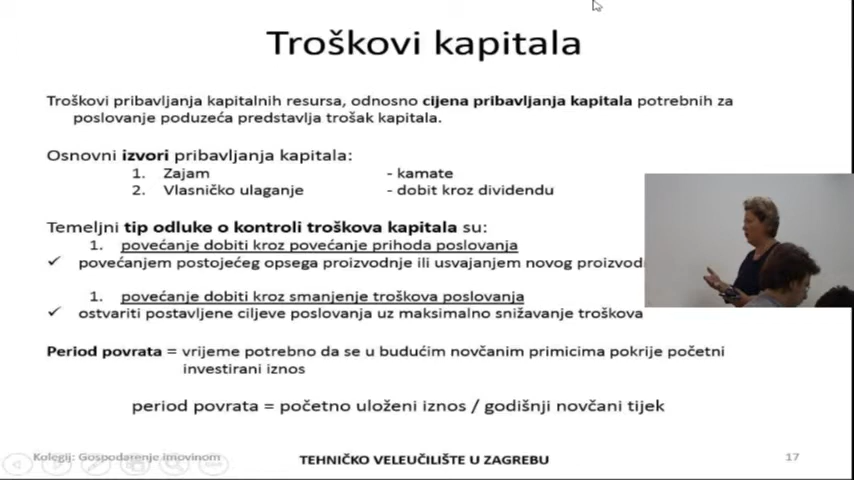 Troškovi kapitala
Troškovi pribavljanja kapitalnih resursa, odnosno cijena pribavljanja kapitala potrebnih za
poslovanje poduzeća predstavlja trošak kapitala.
Osnovni izvori pribavljanja kapitala:
1. Zajam - kamate
2. Vlasničko ulaganje - dobit kroz dividendu
Temeljni tip odluke o kontroli troškova kapitala su:
1. povećanje dobiti kroz povećanje prihoda poslovanja
✓ povećanjem postojećeg opsega proizvodnje ili usvajanjem novog
1. povećanje dobiti kroz smanjenje troškova poslovanja
✓ ostvariti postavljene ciljeve poslovanja uz maksimalno snižavanje troškova
Period povrata = vrijeme potrebno da se u budućim novčanim primicima pokrije početni
investirani iznos
period povrata = početno uloženi iznos / godišnji novčani tijek
Kolegij: Gospodarenje imovinom
TEHNIČKO VELEUČILIŠTE U ZAGREBU
17